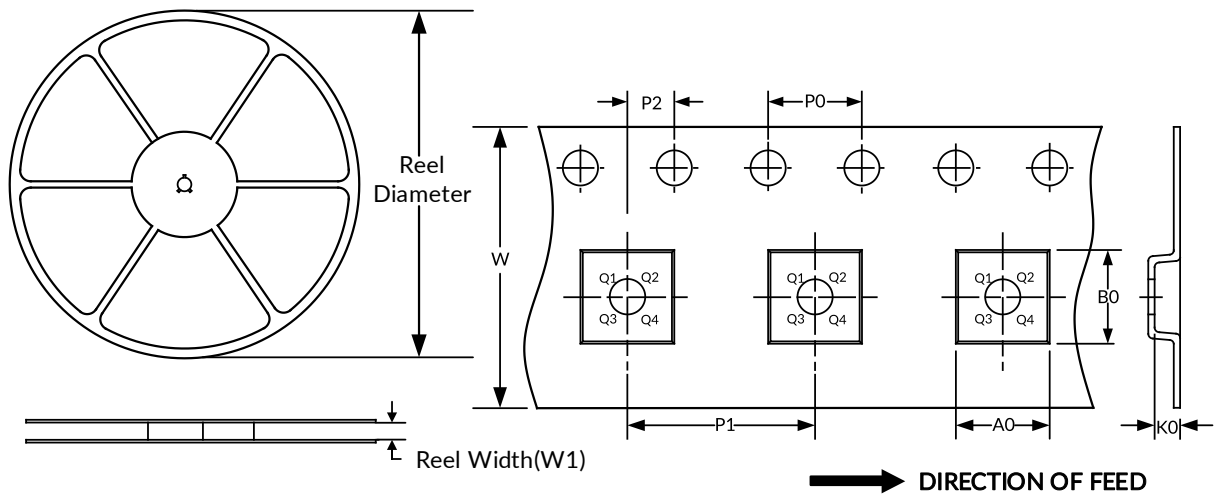 P2
P0
Reel
Diameter
W
Q1 Q2
Q3 Q4
Q1 Q2
Q3 Q4
Q1 Q2
Q3 Q4
B0
P1
A0
K0
Reel Width(W1)
DIRECTION OF FEED